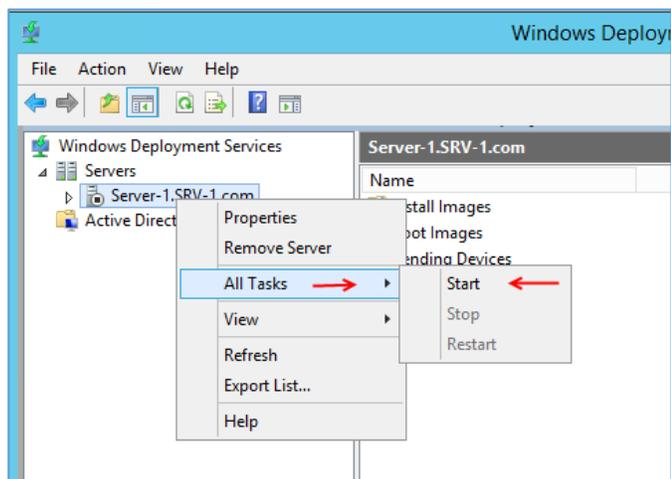 Windows Deploy
File Action View Help
Windows Deployment Services
Servers
Server-1.SRV-1.com
Active Direct
Server-1.SRV-1.com
Name
stall Images
oot Images
ending Devices
Properties
Remove Server
All Tasks
View
Refresh
Export List...
Help
Start
Stop
Restart